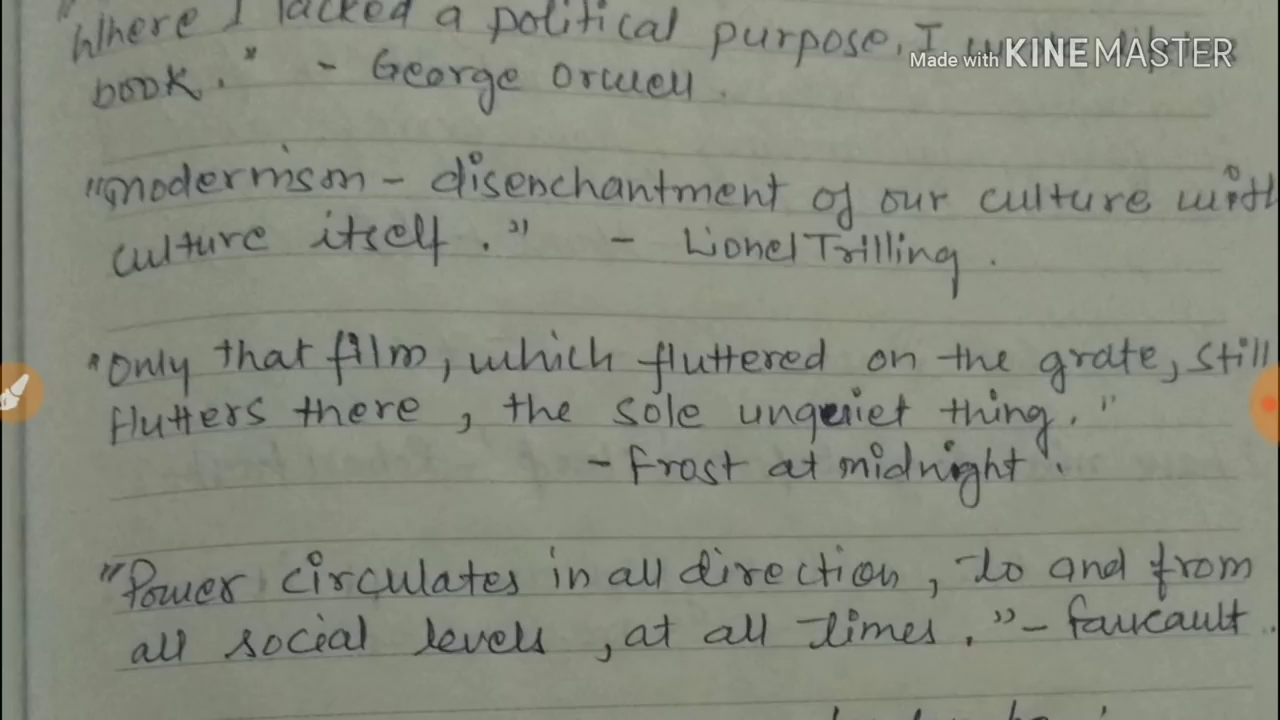 "Where I lacked a political purpose, I
Made with KINEMASTER
book." - George Orwell.
"modernism - disenchantment of our culture with
culture itself." - Lionel Trilling.
"Only that film, which fluttered on the grate, still
flutters there, the sole unquiet thing."
- Frost at midnight.
"Power circulates in all direction, to and from
all social levels, at all times." - Faucault.